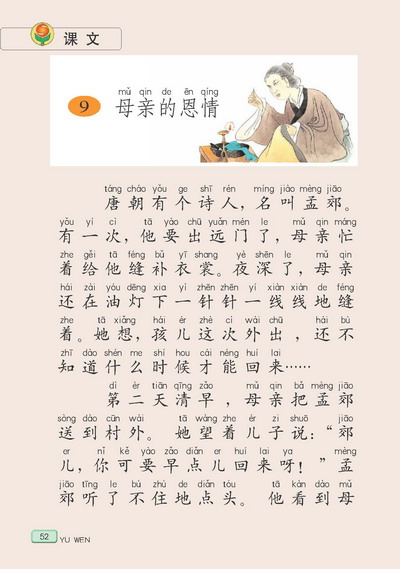 课文
mǔ qin de ēn qíng
9 母亲的恩情
táng cháo yǒu ge shī rén míng jiào mèng jiāo
唐朝有个诗人，名叫孟郊。
yǒu yí cì tā yào chū yuǎn mén le mǔ qin máng
有一次，他要出远门了，母亲忙
zhe gěi tā féng bǔ yī shang yè shēn le mǔ qin
着给他缝补衣裳。夜深了，母亲
hái zài yóu dēng xia yì zhēn zhēn yí xiàn xiàn de féng
还在油灯下一针针一线线地缝
zhe tā xiǎng hái ér zhè cì wài chū hái bù
着。她想，孩儿这次外出，还不
zhī dào shén me shí hou cái néng huí lai
知道什么时候才能回来……
dì èr tiān qīng zǎo mǔ qin bǎ mèng jiāo
第二天清早，母亲把孟郊
sòng dào cūn wài tā wàng zhe ér zi shuō jiāo
送到村外。她望着儿子说：“郊
er nǐ kě yào zǎo diǎn er huí lai ya mèng
儿，你可要早点儿回来呀！”孟
jiāo tīng le bú zhù de diǎn tóu tā kàn dào mǔ
郊听了不住地点头。他看到母
52 YU WEN